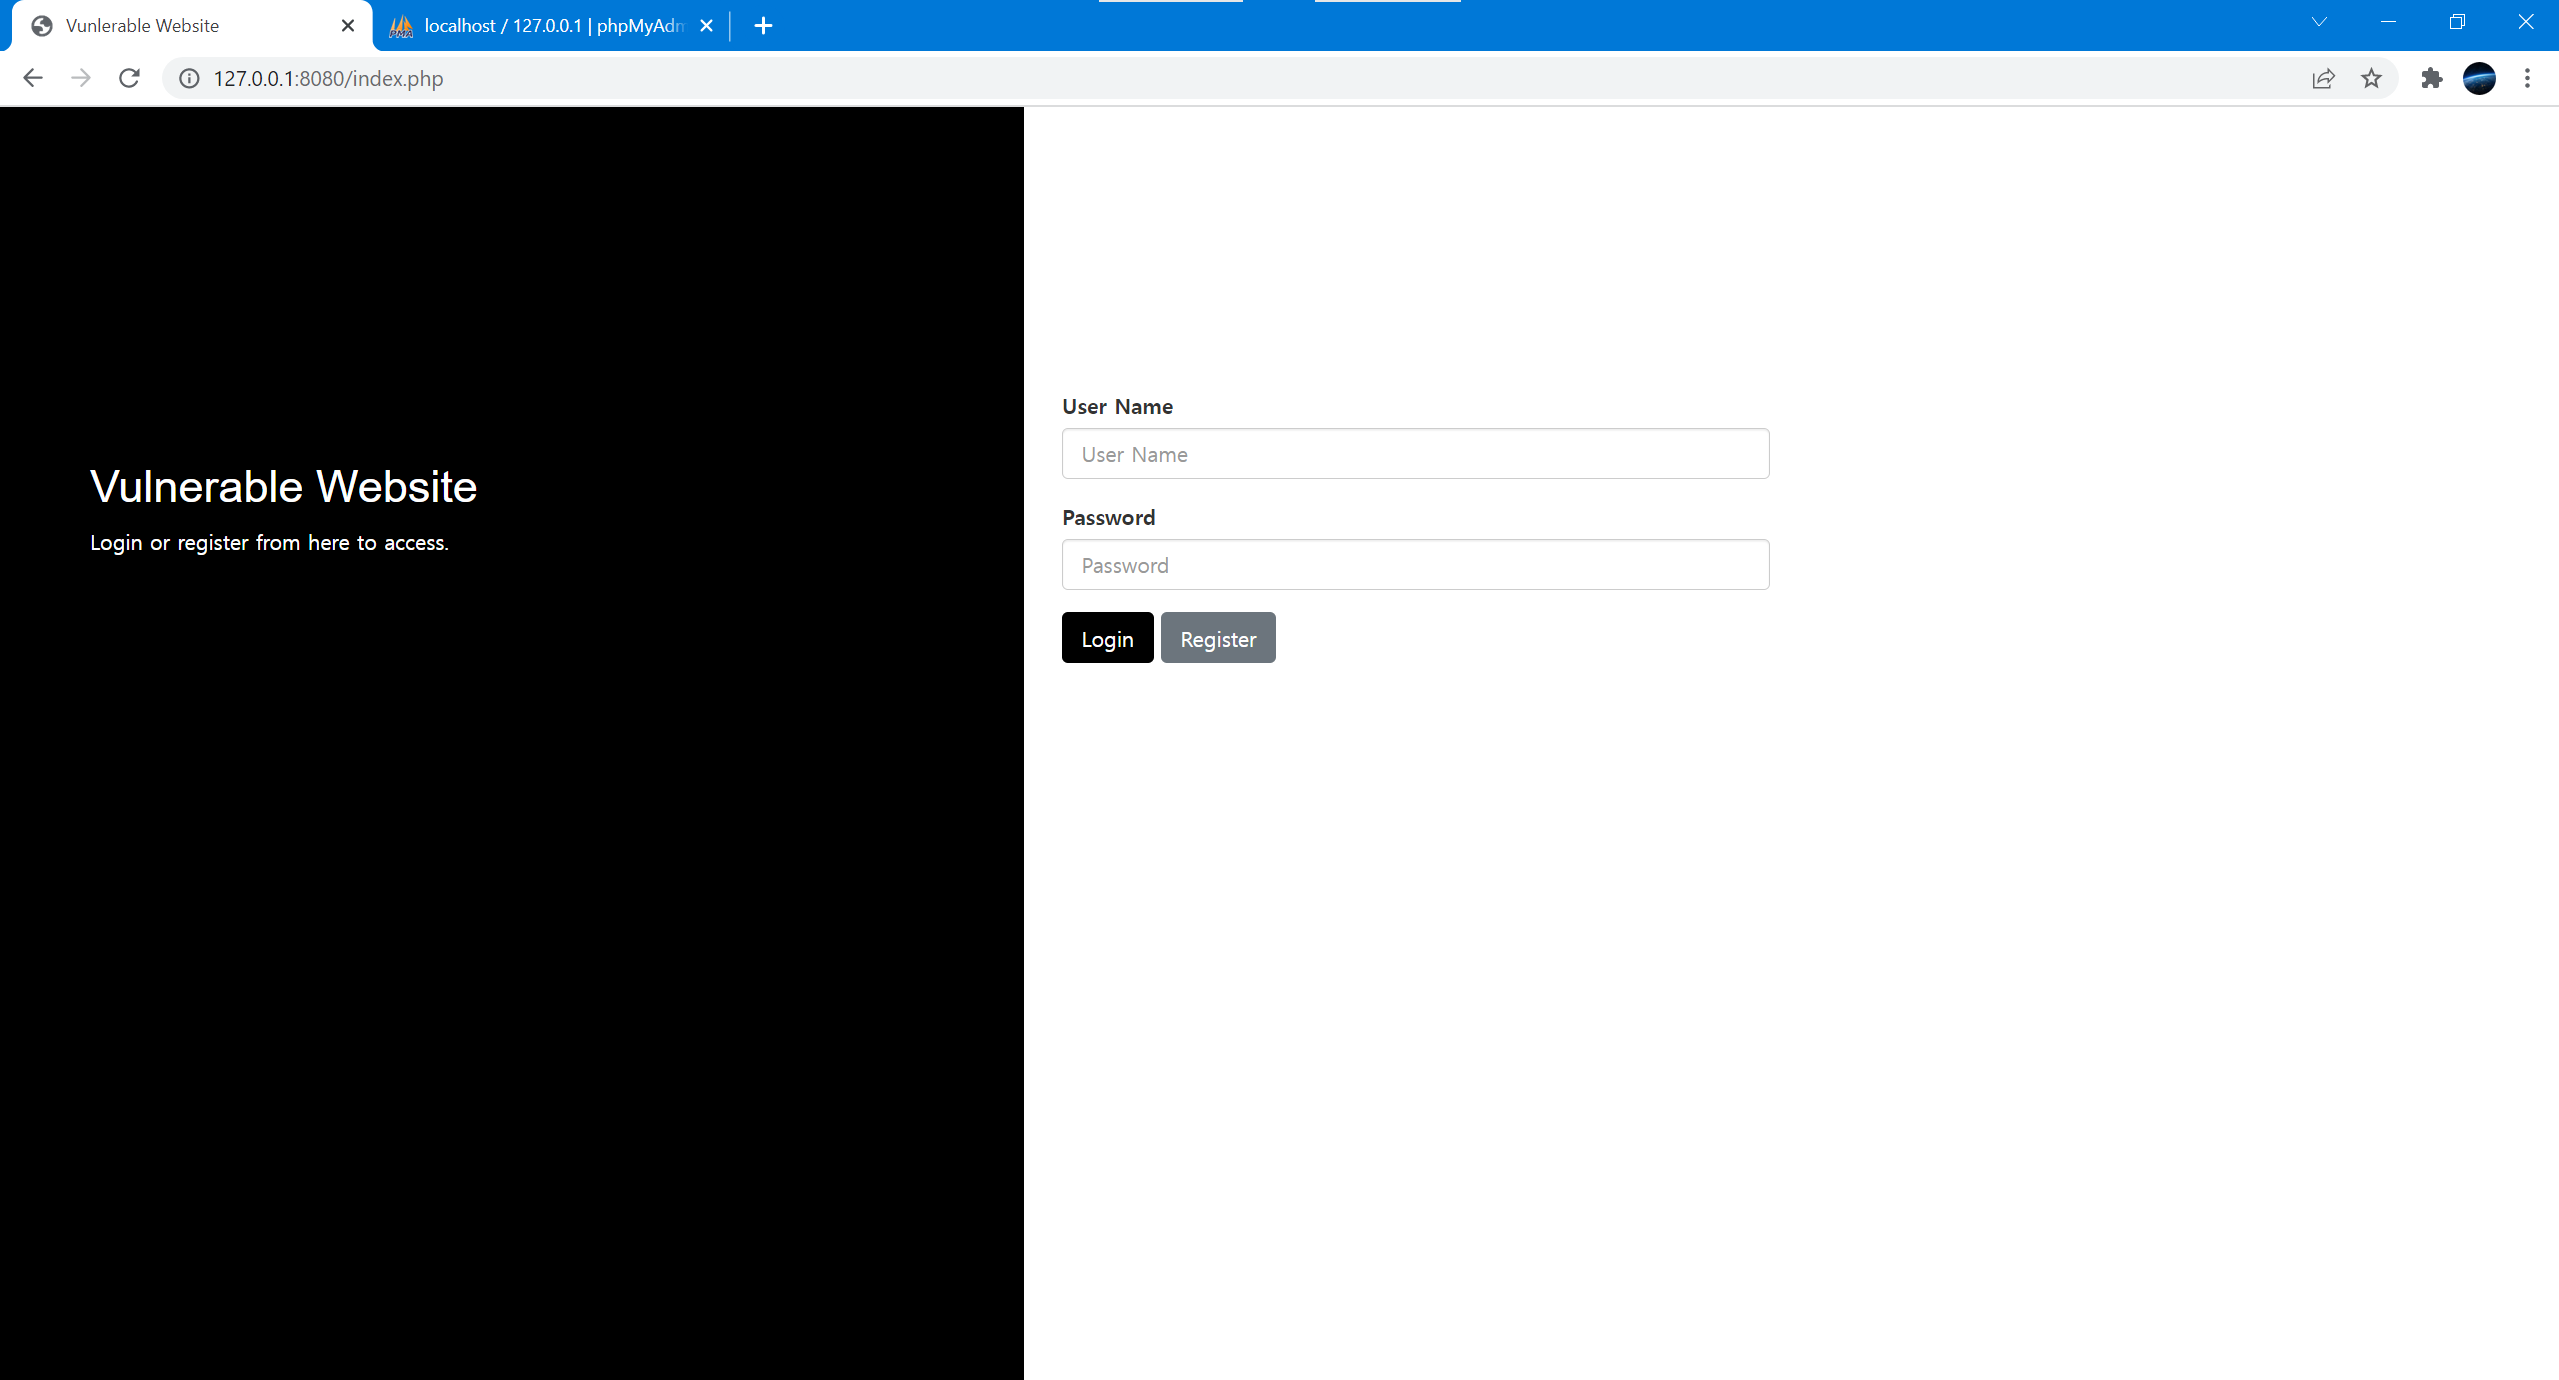 Vunlerable Website
localhost / 127.0.0.1 | phpMyAdm
127.0.0.1:8080/index.php
Vulnerable Website
Login or register from here to access.
User Name
User Name
Password
Password
Login Register